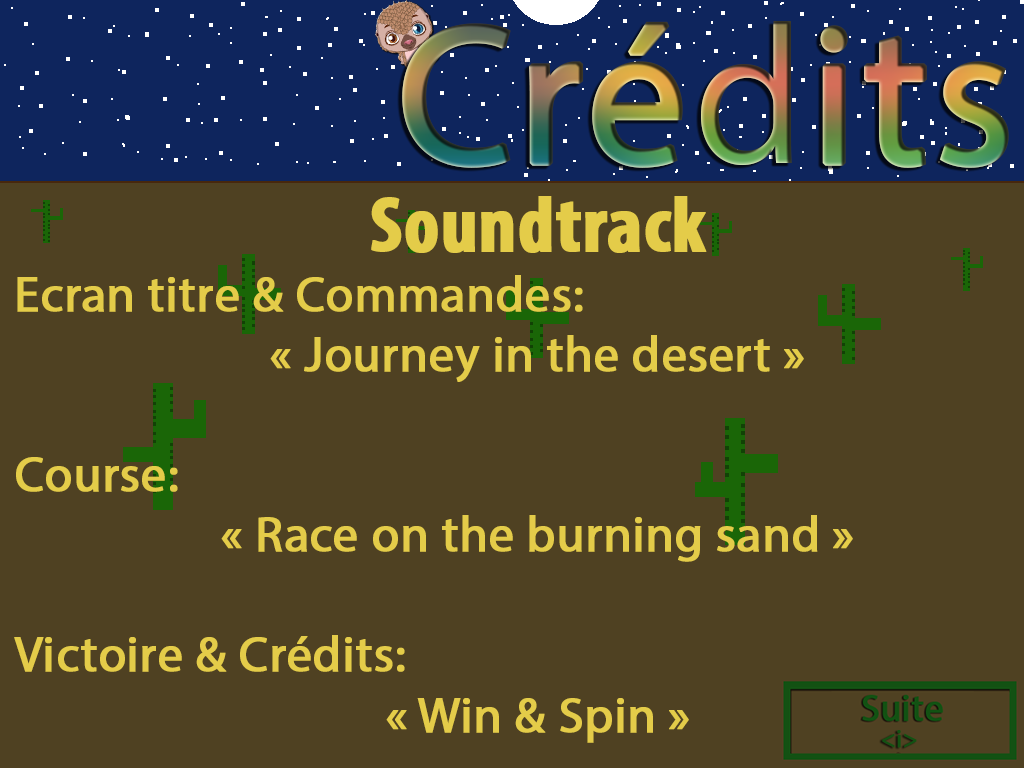 Crédits
Soundtrack
Ecran titre & Commandes:
« Journey in the desert »
Course:
« Race on the burning sand »
Victoire & Crédits:
« Win & Spin »
Suite
<i>